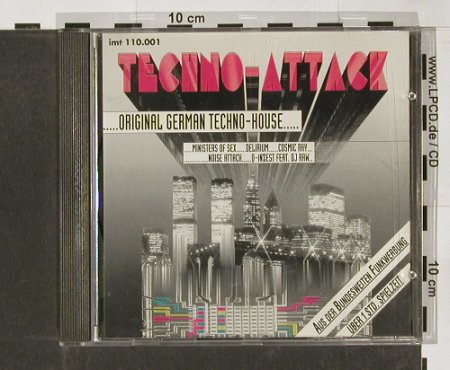 10 cm
imt 110.001
TECHNO-ATTACK
.....ORIGINAL GERMAN TECHNO-HOUSE.....
MINISTERS OF SEX.....DELIRIUM.....COSMIC RAY...
NOISE ATTACK.....D-INDEST FEAT. DJ RAW...
AUS DER BUNDESWEITEN FUNKWERBUNG
ÜBER 1 STD. SPIELZEIT
www.LPCD.de / CD
10 cm